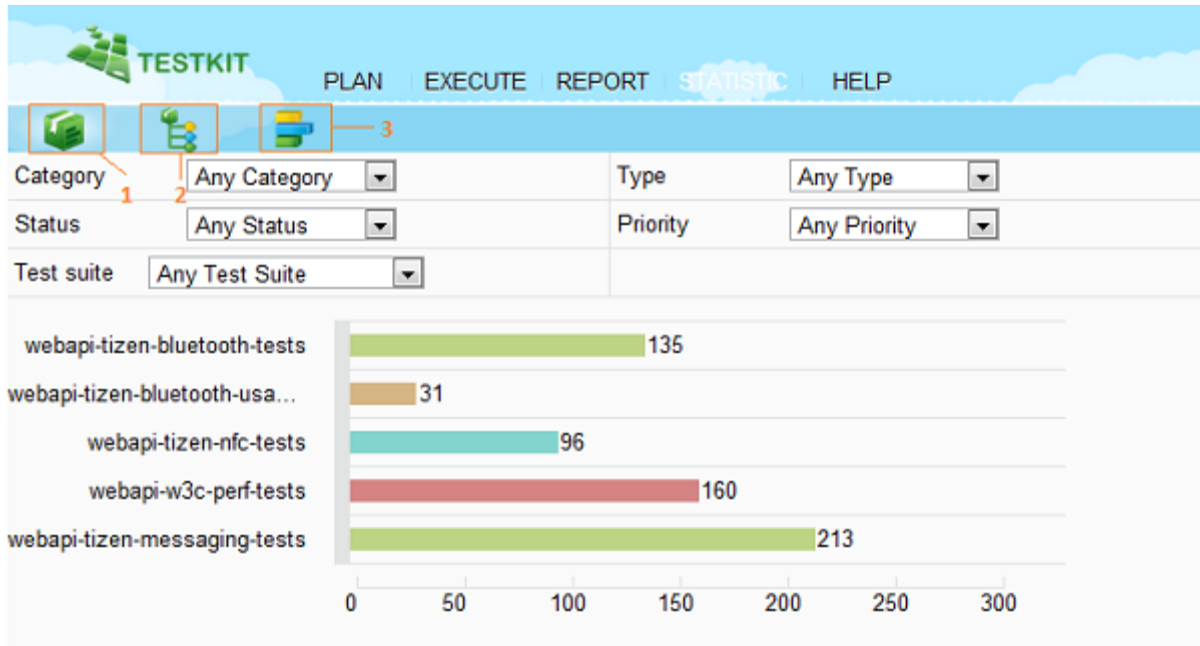 TESTKIT
PLAN EXECUTE REPORT STATISTIC HELP
3
Category Any Category Type Any Type
1 2
Status Any Status Priority Any Priority
Test suite Any Test Suite
webapi-tizen-bluetooth-tests 135
webapi-tizen-bluetooth-usa... 31
webapi-tizen-nfc-tests 96
webapi-w3c-perf-tests 160
webapi-tizen-messaging-tests 213
0 50 100 150 200 250 300